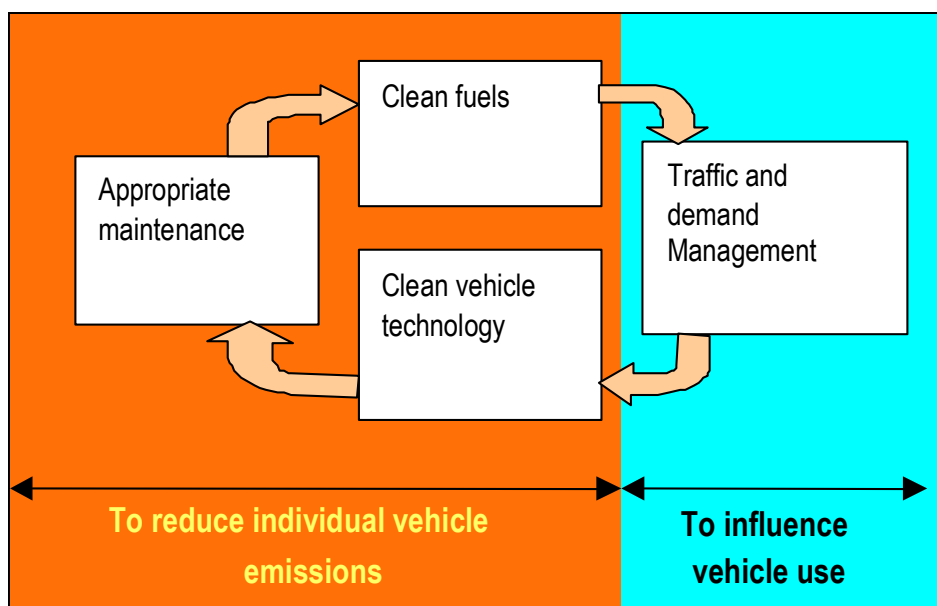 Clean fuels
Appropriate
maintenance
Traffic and
demand
Management
Clean vehicle
technology
To reduce individual vehicle
emissions
To influence
vehicle use